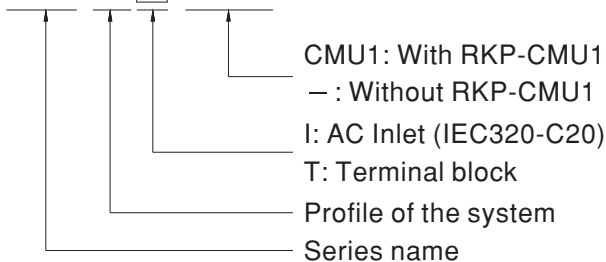 CMU1: With RKP-CMU1
— : Without RKP-CMU1
I: AC Inlet (IEC320-C20)
T: Terminal block
Profile of the system
Series name